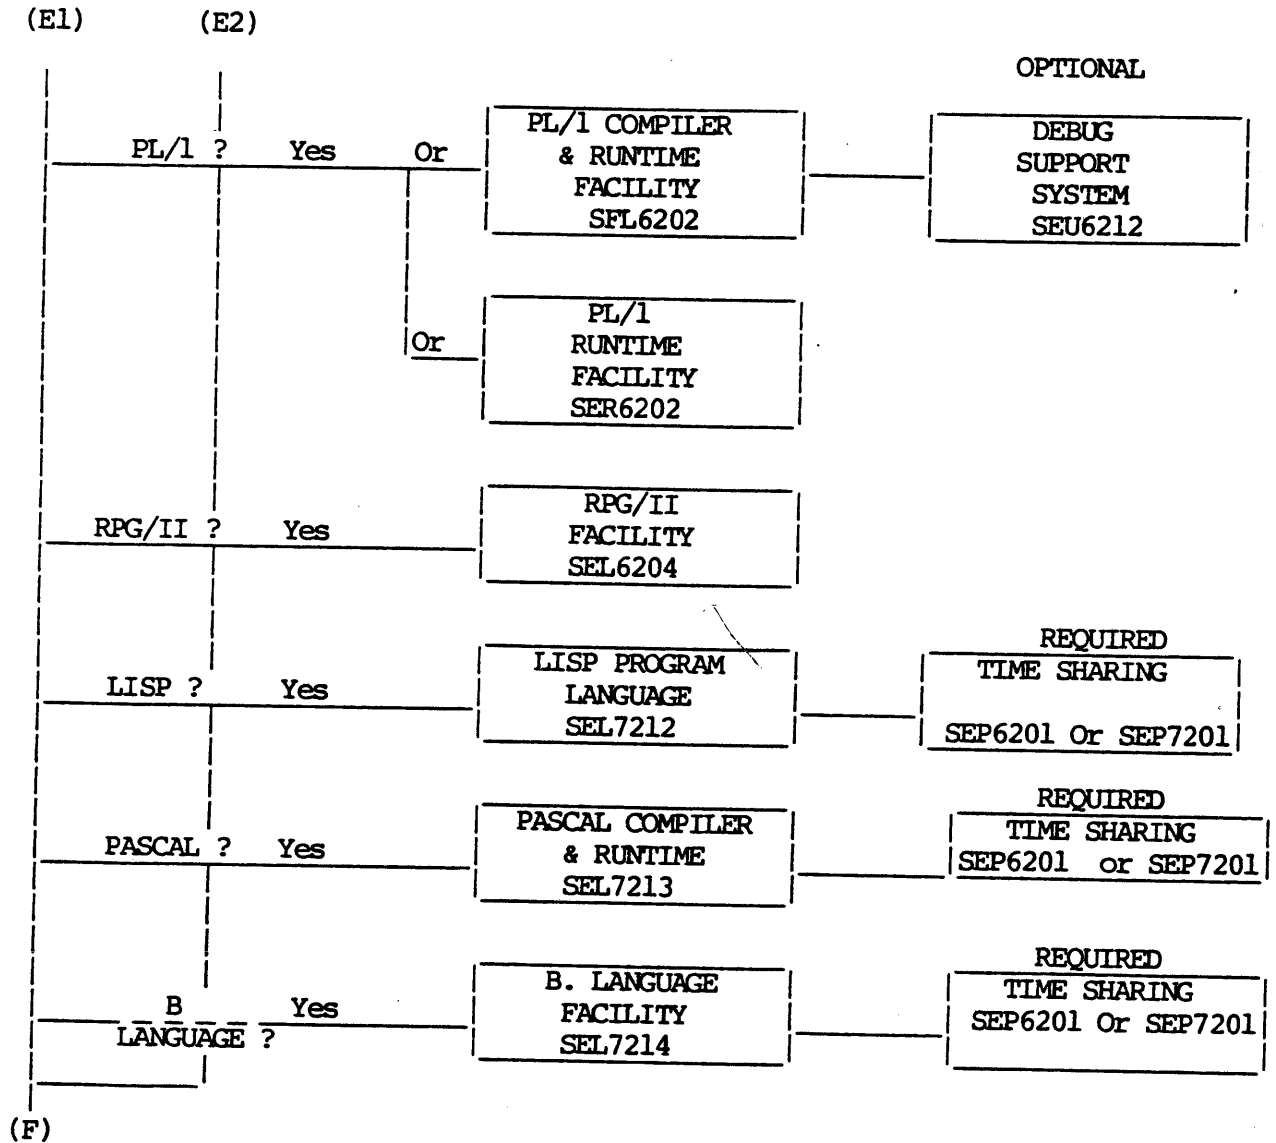 (E1) (E2)
OPTIONAL
PL/1 ? Yes Or
PL/1 COMPILER
& RUNTIME
FACILITY
SFL6202
DEBUG
SUPPORT
SYSTEM
SEU6212
Or
PL/1
RUNTIME
FACILITY
SER6202
RPG/II ? Yes
RPG/II
FACILITY
SEL6204
LISP ? Yes
LISP PROGRAM
LANGUAGE
SEL7212
REQUIRED
TIME SHARING
SEP6201 Or SEP7201
PASCAL ? Yes
PASCAL COMPILER
& RUNTIME
SEL7213
REQUIRED
TIME SHARING
SEP6201 or SEP7201
B
LANGUAGE ?
Yes
B. LANGUAGE
FACILITY
SEL7214
REQUIRED
TIME SHARING
SEP6201 Or SEP7201
(F)